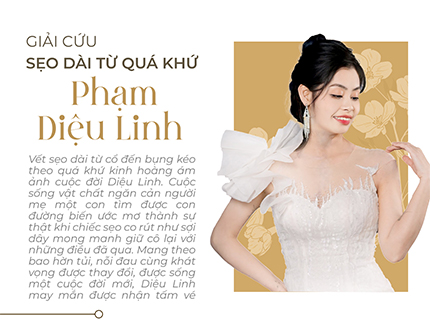 GIẢI CỨU
SẸO DÀI TỪ QUÁ KHỨ
Phạm
Diệu Linh
Vết sẹo dài từ cổ đến bụng kéo
theo quá khứ kinh hoàng ám
ảnh cuộc đời Diệu Linh. Cuộc
sống vật chất ngăn cản người
mẹ một con tìm được con
đường biến ước mơ thành sự
thật khi chiếc sẹo co rút như sợi
dây mong manh giữ cô lại với
những điều đã qua. Mang theo
bao hờn tủi, nỗi đau cùng khát
vọng được thay đổi, được sống
một cuộc đời mới, Diệu Linh
may mắn được nhận tấm vé